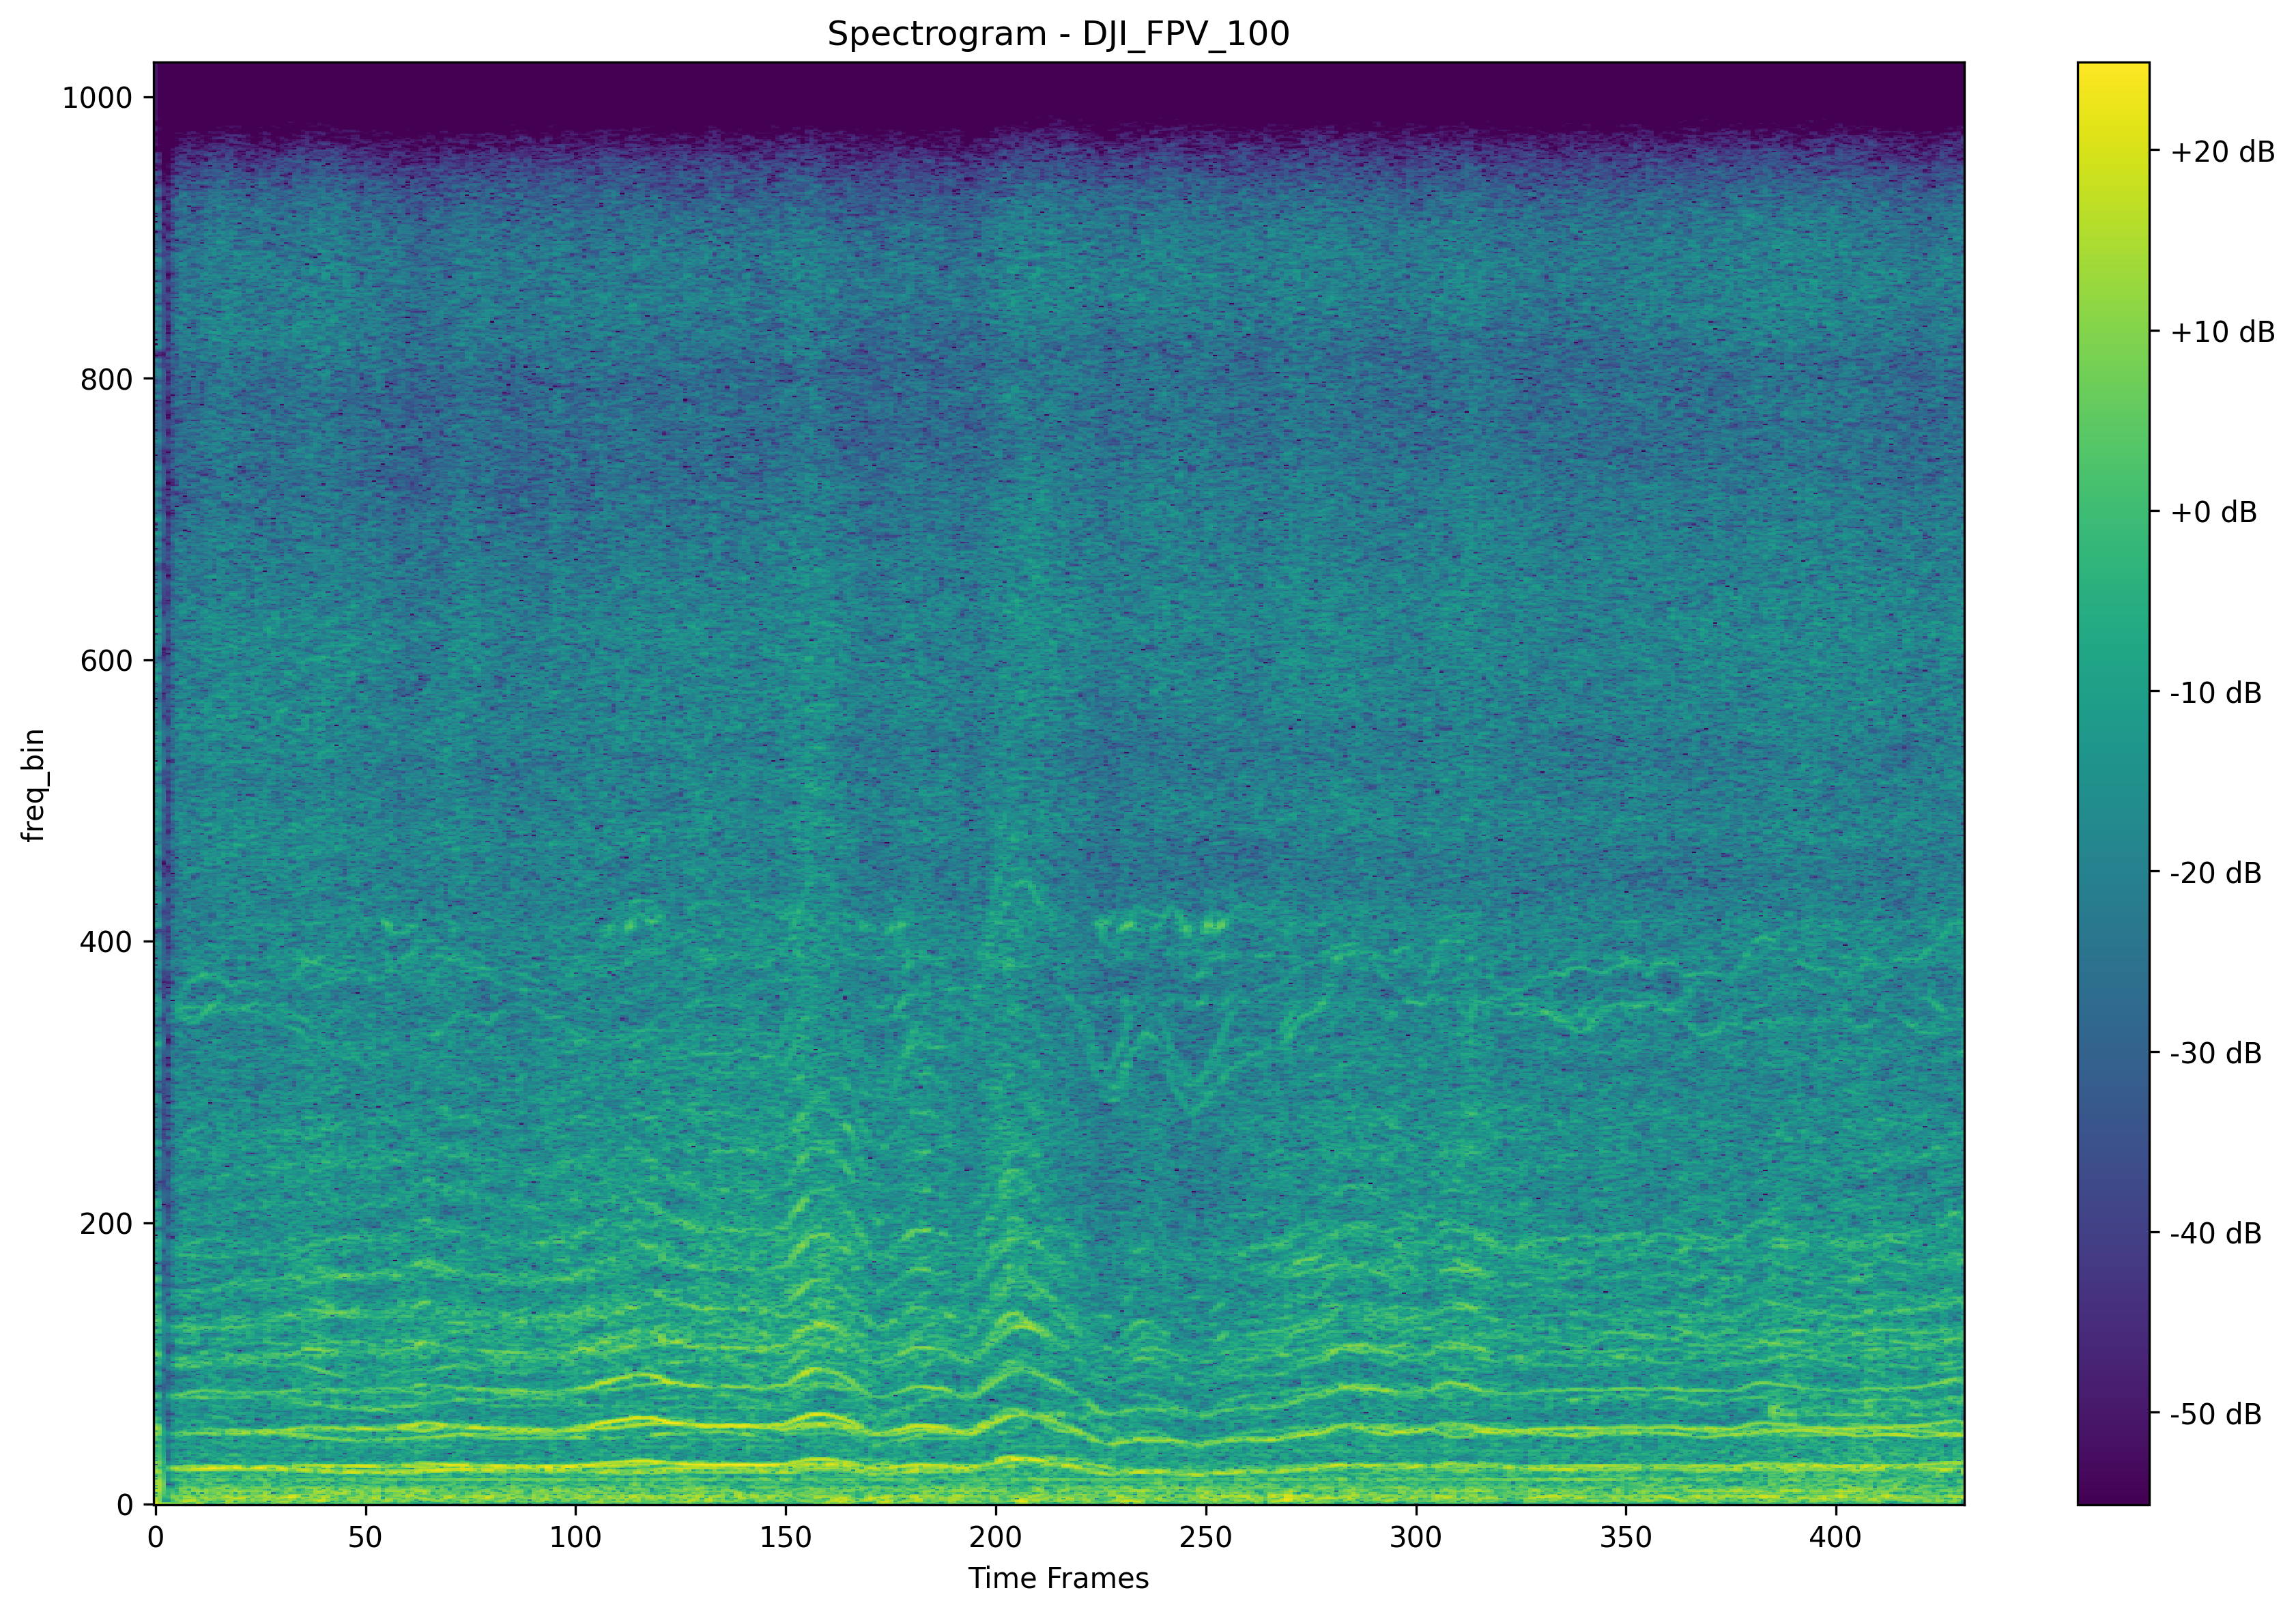 Spectrogram - DJI_FPV_100
1000
800
600
400
200
0
freq_bin
0 50 100 150 200 250 300 350 400
Time Frames
+20 dB
+10 dB
+0 dB
-10 dB
-20 dB
-30 dB
-40 dB
-50 dB